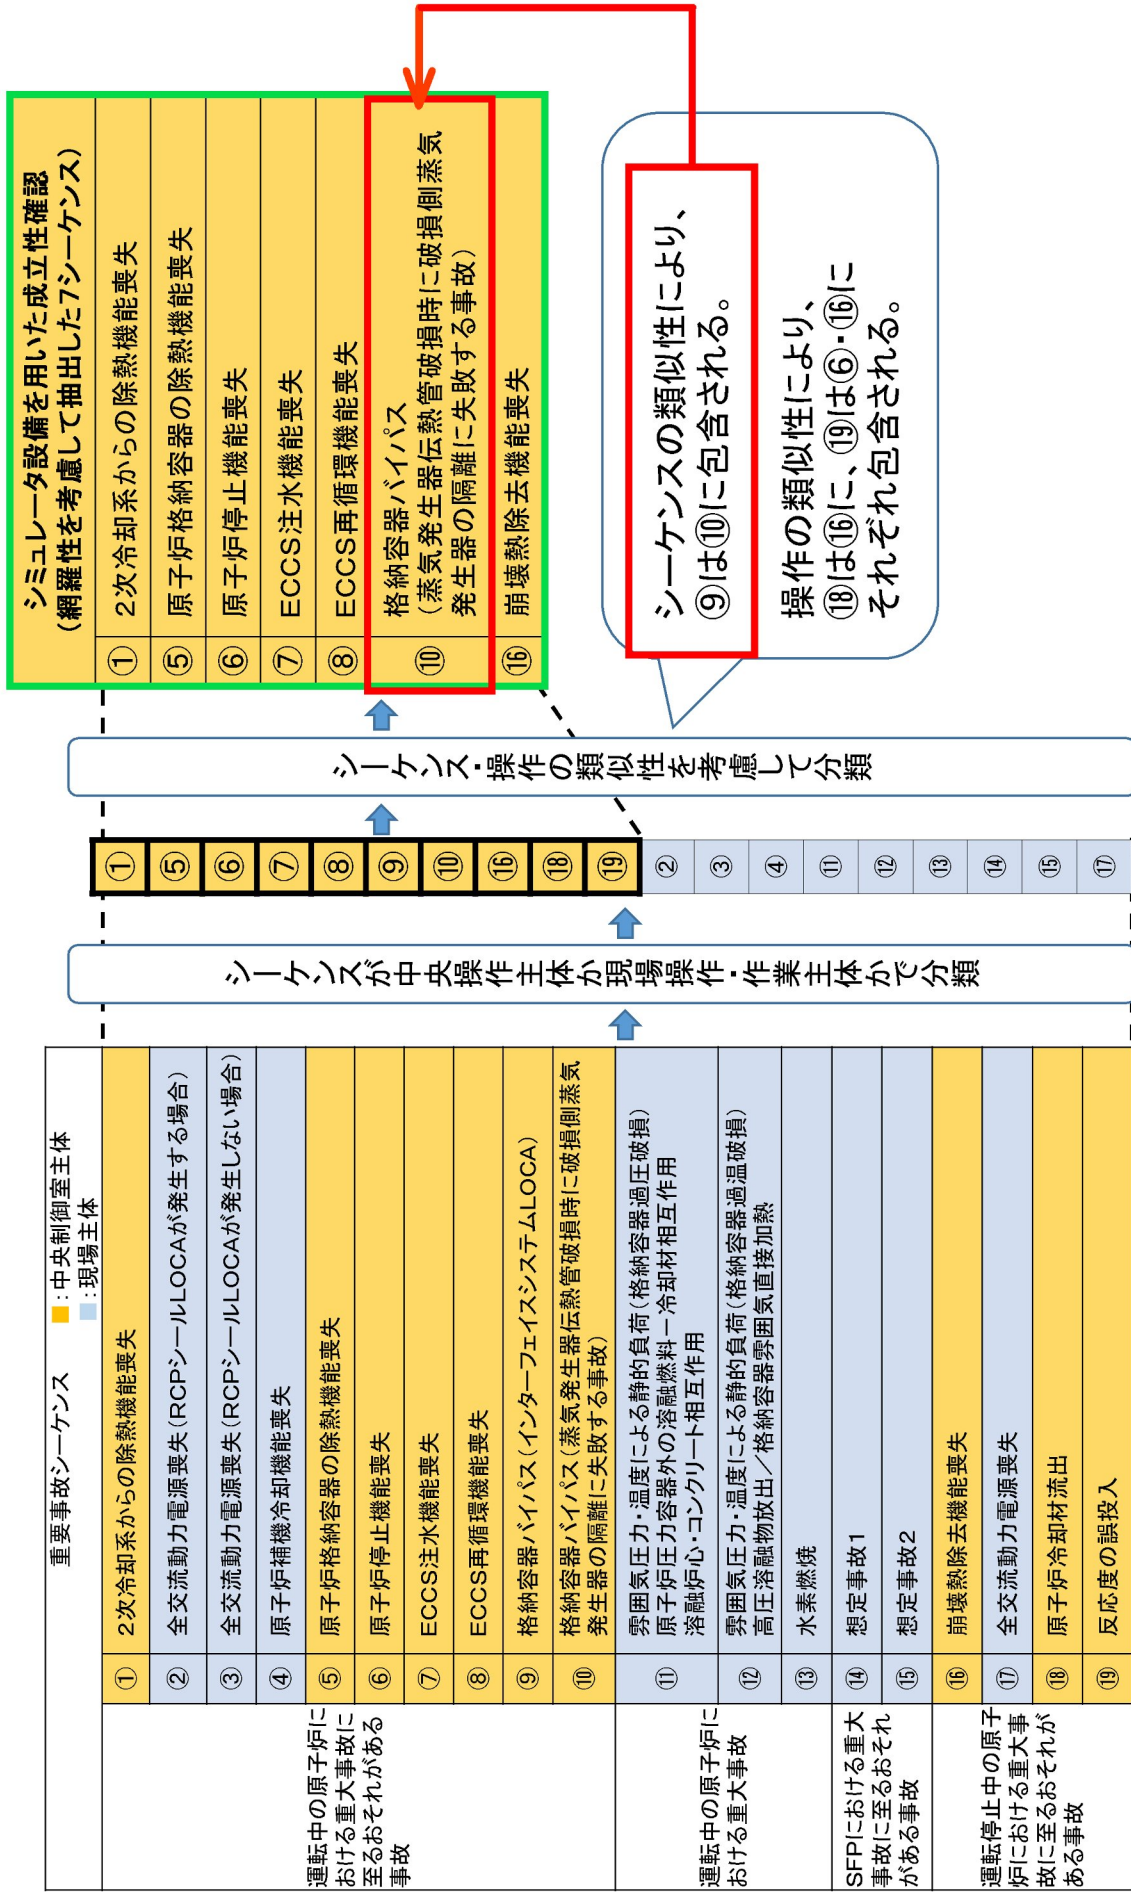 重要事故シーケンス
■:中央制御室主体
■:現場主体
運転中の原子炉に
おける重大事故に
至るおそれがある
事故
① 2次冷却系からの除熱機能喪失
② 全交流動力電源喪失(RCPシールLOCAが発生する場合)
③ 全交流動力電源喪失(RCPシールLOCAが発生しない場合)
④ 原子炉補機冷却機能喪失
⑤ 原子炉格納容器の除熱機能喪失
⑥ 原子炉停止機能喪失
⑦ ECCS注水機能喪失
⑧ ECCS再循環機能喪失
⑨ 格納容器バイパス(インターフェイスシステムLOCA)
⑩ 格納容器バイパス(蒸気発生器伝熱管破損時に破損側蒸気
発生器の隔離に失敗する事故)
運転中の原子炉に
おける重大事故
⑪ 雰囲気圧力・温度による静的負荷(格納容器過圧破損)
原子炉圧力容器外の溶融燃料ー冷却材相互作用
溶融炉心・コンクリート相互作用
⑫ 雰囲気圧力・温度による静的負荷(格納容器過温破損)
高圧溶融物放出/格納容器雰囲気直接加熱
⑬ 水素燃焼
SFPにおける重大
事故に至るおそれ
がある事故
⑭ 想定事故1
⑮ 想定事故2
運転停止中の原子
炉における重大事
故に至るおそれが
ある事故
⑯ 崩壊熱除去機能喪失
⑰ 全交流動力電源喪失
⑱ 原子炉冷却材流出
⑲ 反応度の誤投入
シーケンスが中央操作主体か現場操作・作業主体かで分類
①
⑤
⑥
⑦
⑧
⑨
⑩
⑯
⑱
⑲
②
③
④
⑪
⑫
⑬
⑭
⑮
⑰
シーケンス・操作の類似性を考慮して分類
シミュレータ設備を用いた成立性確認
(網羅性を考慮して抽出した7シーケンス)
① 2次冷却系からの除熱機能喪失
⑤ 原子炉格納容器の除熱機能喪失
⑥ 原子炉停止機能喪失
⑦ ECCS注水機能喪失
⑧ ECCS再循環機能喪失
⑩ 格納容器バイパス
(蒸気発生器伝熱管破損時に破損側蒸気
発生器の隔離に失敗する事故)
⑯ 崩壊熱除去機能喪失
シーケンスの類似性により、
⑨は⑩に包含される。
操作の類似性により、
⑱は⑯に、⑲は⑥・⑯に
それぞれ包含される。